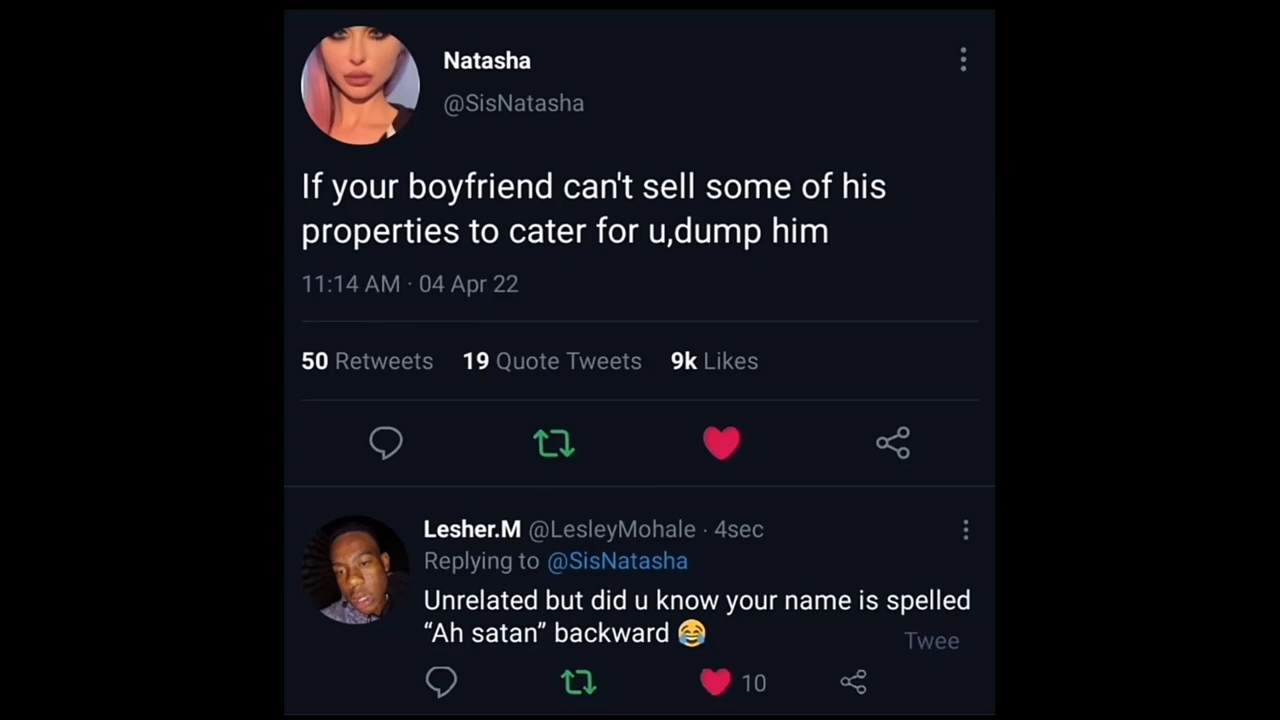 Natasha
@SisNatasha
If your boyfriend can't sell some of his
properties to cater for u,dump him
11:14 AM · 04 Apr 22
50 Retweets 19 Quote Tweets 9k Likes
Lesher.M @LesleyMohale · 4sec
Replying to @SisNatasha
Unrelated but did u know your name is spelled
“Ah satan” backward 😂
Twee
10